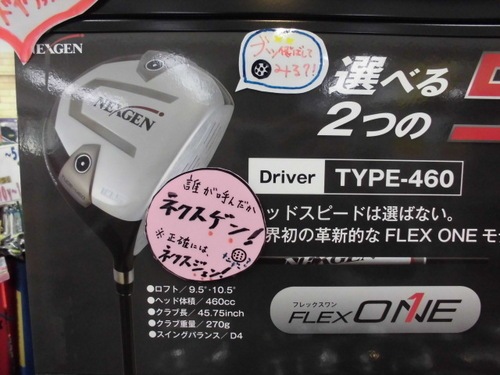 NEXGEN
NEXGEN
ブッ飛ばして
みる?!
選べる
2つの
Driver TYPE-460
ッドスピードは選ばない。
界初の革新的な FLEX ONE モ
誰が呼んだか
ネクスゲン!
※正確には、
ネクスジェン!
●ロフト／9.5°·10.5°
●ヘッド体積／460cc
●クラブ長／45.75inch
●クラブ重量／270g
●スイングバランス／D4
フレックスワン
FLEX ONE